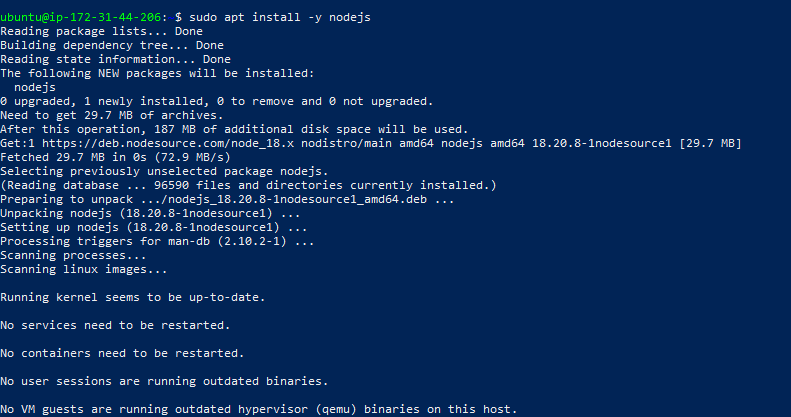 ubuntu@ip-172-31-44-206: $ sudo apt install -y nodejs
Reading package lists... Done
Building dependency tree... Done
Reading state information... Done
The following NEW packages will be installed:
  nodejs
0 upgraded, 1 newly installed, 0 to remove and 0 not upgraded.
Need to get 29.7 MB of archives.
After this operation, 187 MB of additional disk space will be used.
Get:1 https://deb.nodesource.com/node_18.x nodistro/main amd64 nodejs amd64 18.20.8-1nodesource1 [29.7 MB]
Fetched 29.7 MB in 0s (72.9 MB/s)
Selecting previously unselected package nodejs.
(Reading database ... 96590 files and directories currently installed.)
Preparing to unpack .../nodejs_18.20.8-1nodesource1_amd64.deb ...
Unpacking nodejs (18.20.8-1nodesource1) ...
Setting up nodejs (18.20.8-1nodesource1) ...
Processing triggers for man-db (2.10.2-1) ...
Scanning processes...
Scanning linux images...

Running kernel seems to be up-to-date.

No services need to be restarted.

No containers need to be restarted.

No user sessions are running outdated binaries.

No VM guests are running outdated hypervisor (qemu) binaries on this host.